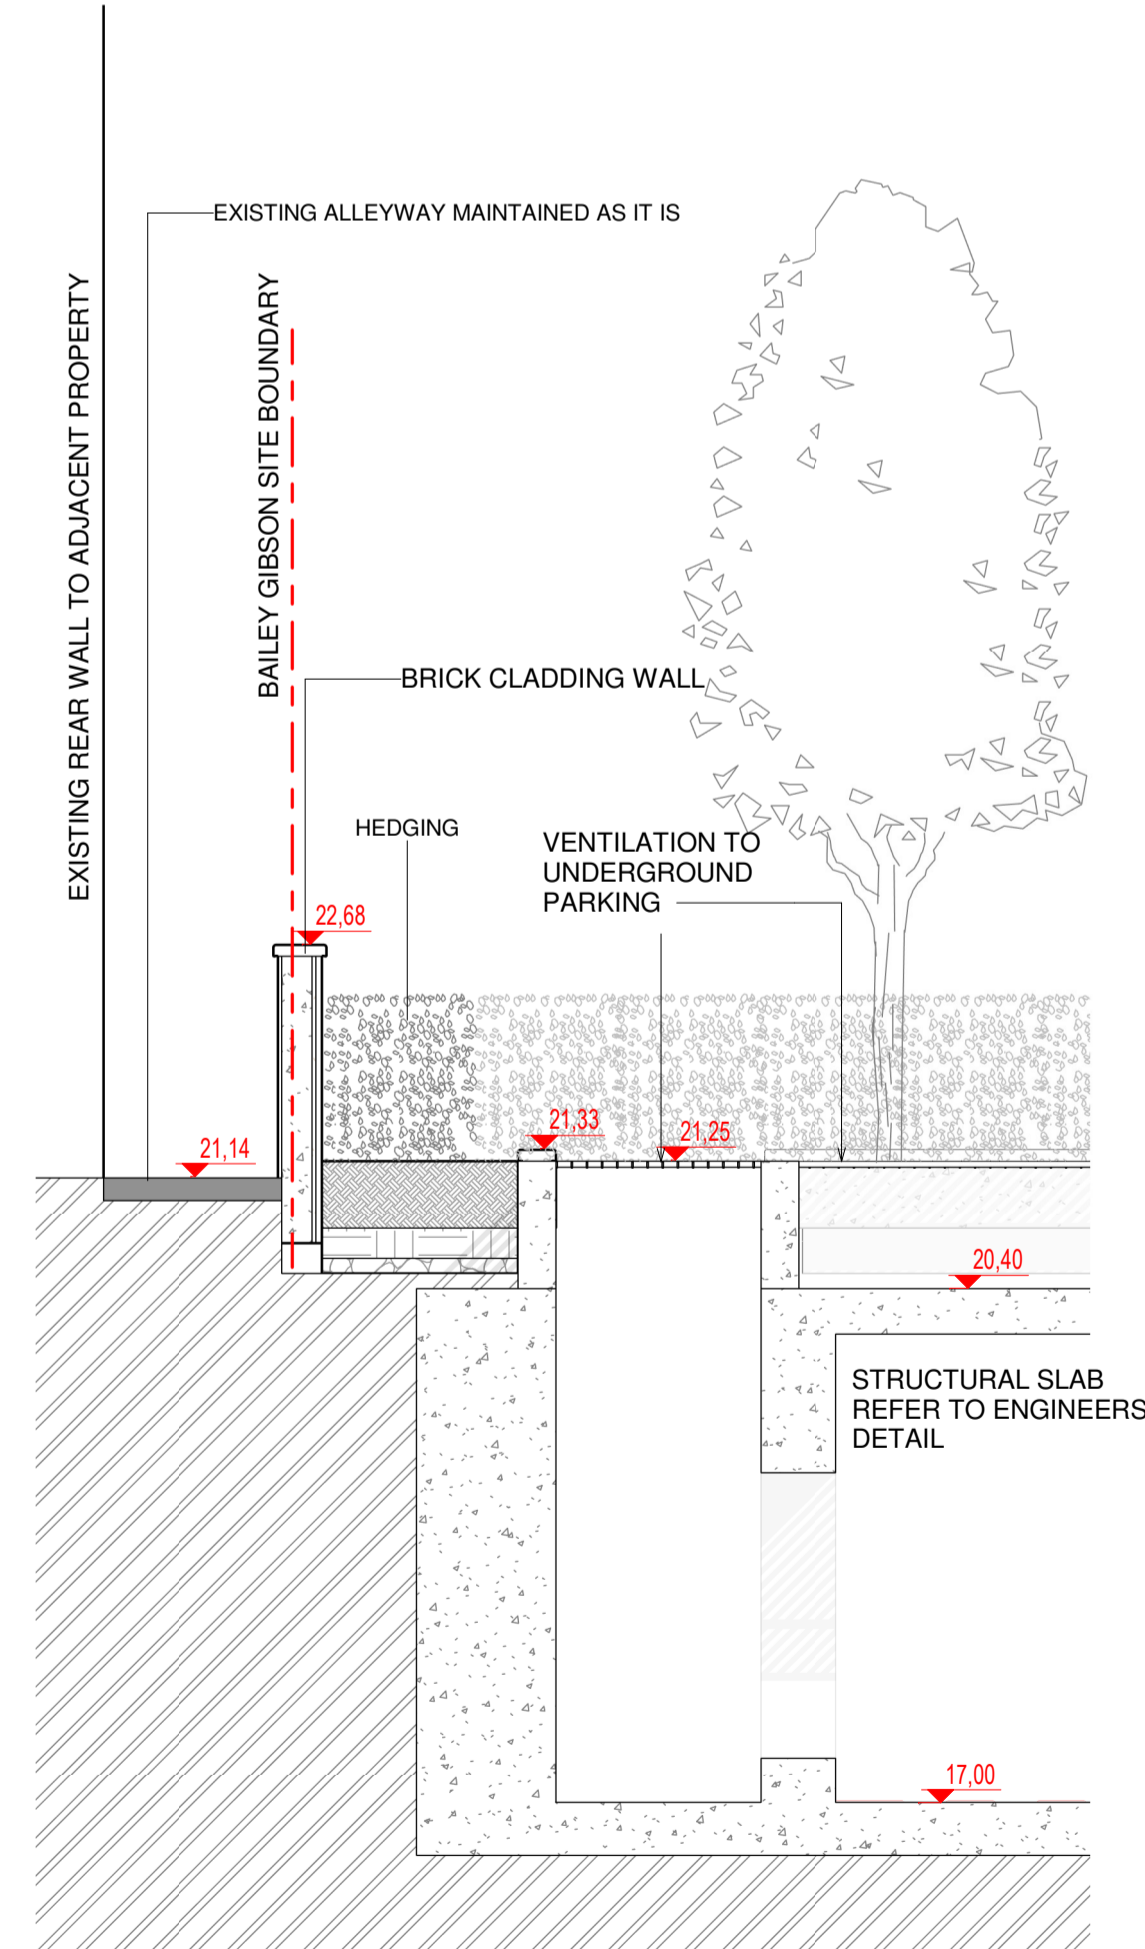 EXISTING ALLEYWAY MAINTAINED AS IT IS
EXISTING REAR WALL TO ADJACENT PROPERTY
BAILEY GIBSON SITE BOUNDARY
BRICK CLADDING WALL
HEDGING
VENTILATION TO
UNDERGROUND
PARKING
22,68
21,33
21,25
21,14
20,40
STRUCTURAL SLAB
REFER TO ENGINEERS
DETAIL
17,00